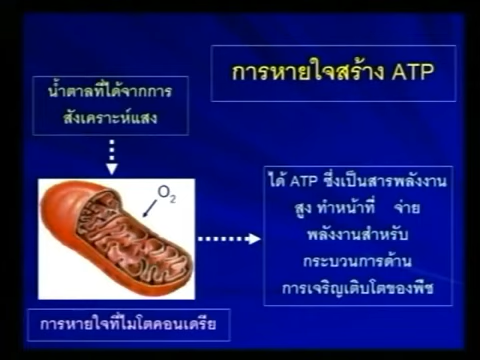 การหายใจสร้าง ATP
น้ำตาลที่ได้จากการ
สังเคราะห์แสง
O2
ได้ ATP ซึ่งเป็นสารพลังงาน
สูง ทำหน้าที่ จ่าย
พลังงานสำหรับ
กระบวนการด้าน
การเจริญเติบโตของพืช
การหายใจที่ไมโตคอนเดรีย